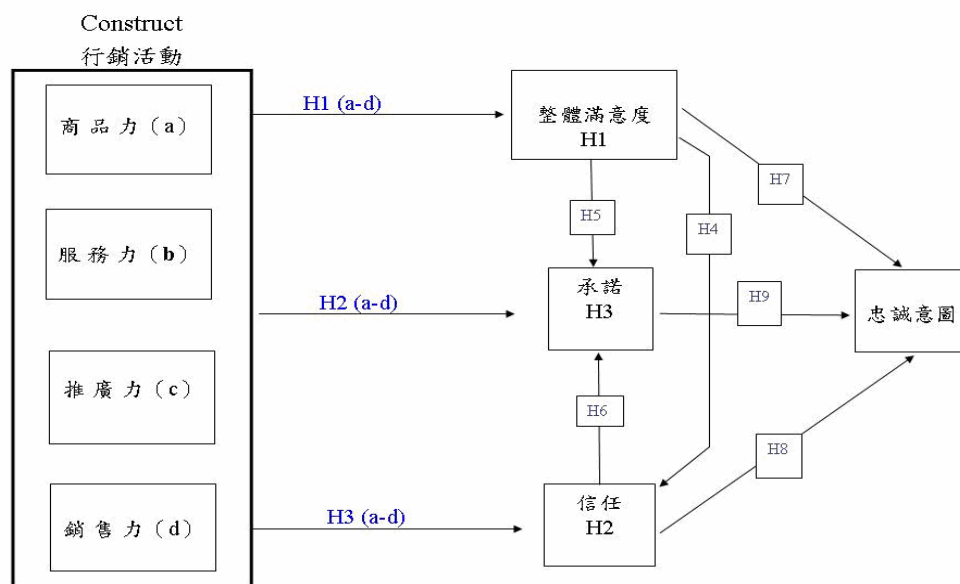 Construct
行銷活動
商品力（a）
服務力（b）
推廣力（c）
銷售力（d）
H1 (a-d)
H2 (a-d)
H3 (a-d)
整體滿意度
H1
H5
H4
H7
承諾
H3
H9
忠誠意圖
H6
H8
信任
H2